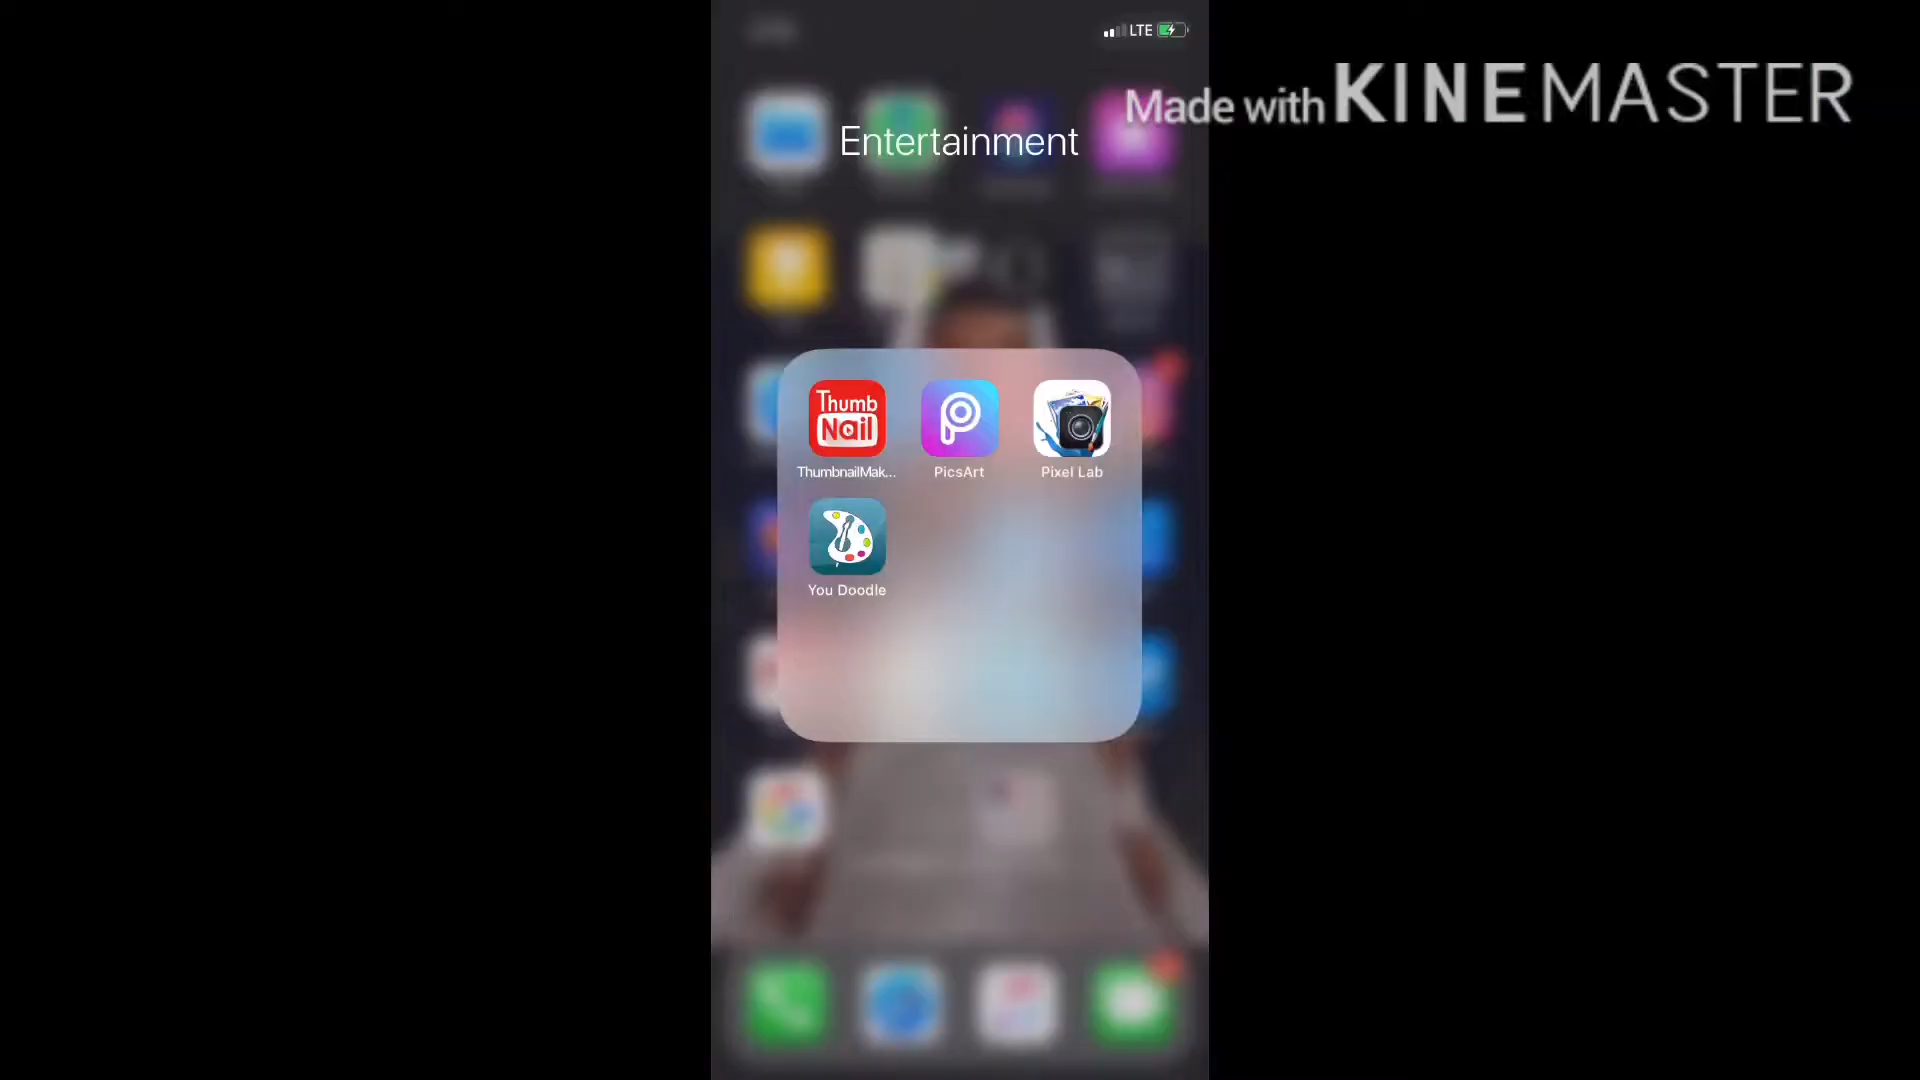 LTE
Made with KINEMASTER
Entertainment
Thumb
Nail
ThumbnailMak...
PicsArt
Pixel Lab
You Doodle